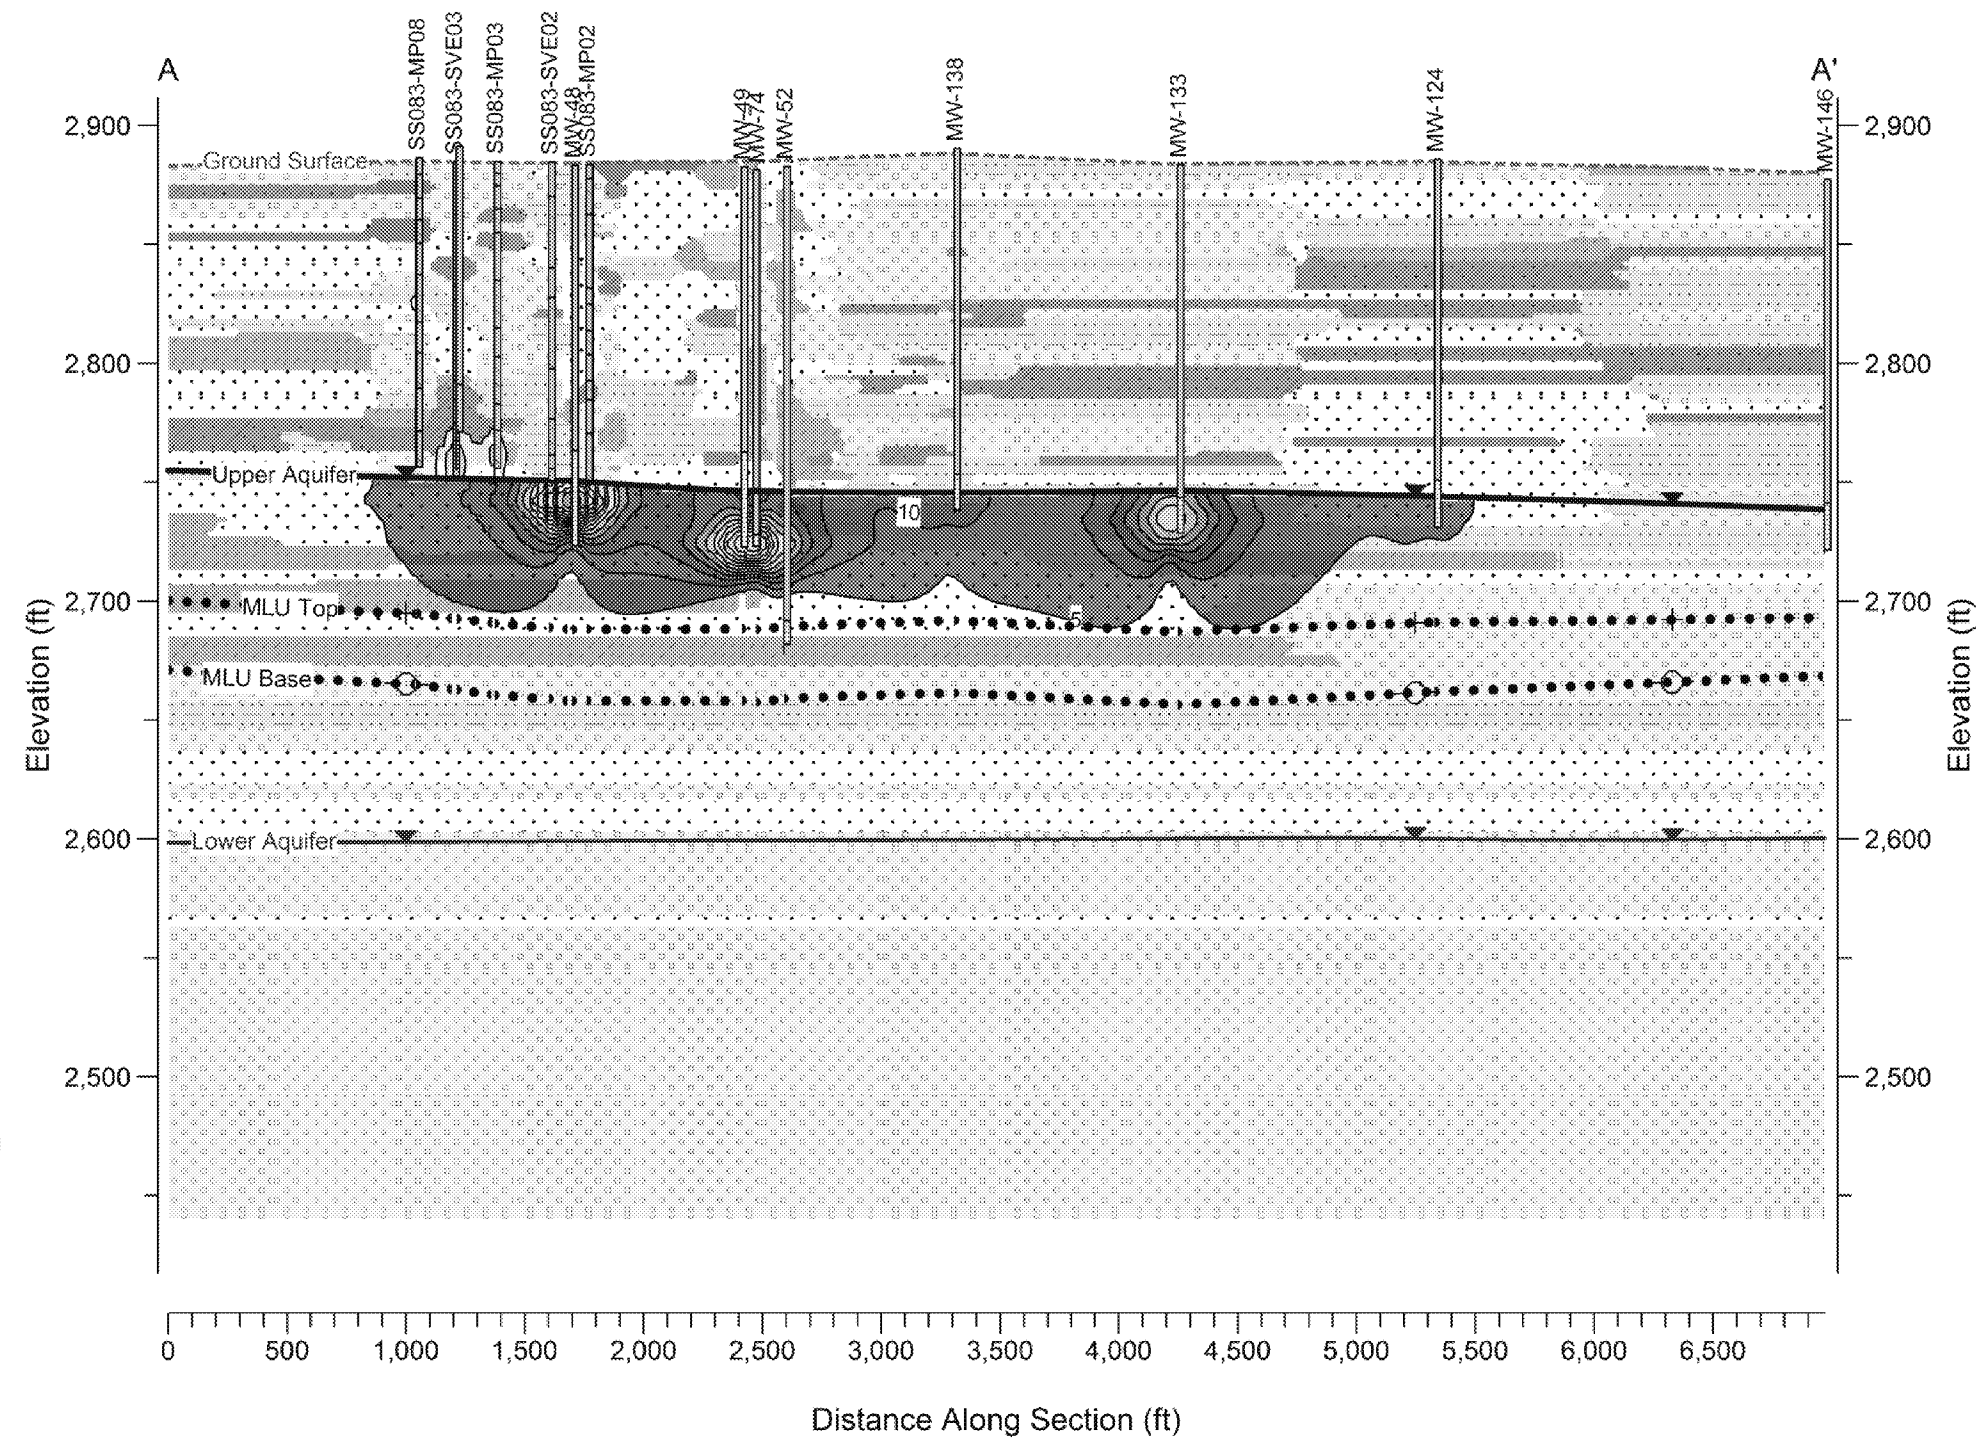 A
A'
SS083-MP08
SS083-SVE03
SS083-MP03
SS083-SVE02
MW-48
SS083-MP02
MW-49
MW-74
MW-52
MW-138
MW-133
MW-124
MW-146
2,900
2,900
Ground Surface
2,800
2,800
Upper Aquifer
10
2,700
2,700
MLU Top
5
MLU Base
Elevation (ft)
Elevation (ft)
2,600
2,600
Lower Aquifer
2,500
2,500
0 500 1,000 1,500 2,000 2,500 3,000 3,500 4,000 4,500 5,000 5,500 6,000 6,500
Distance Along Section (ft)